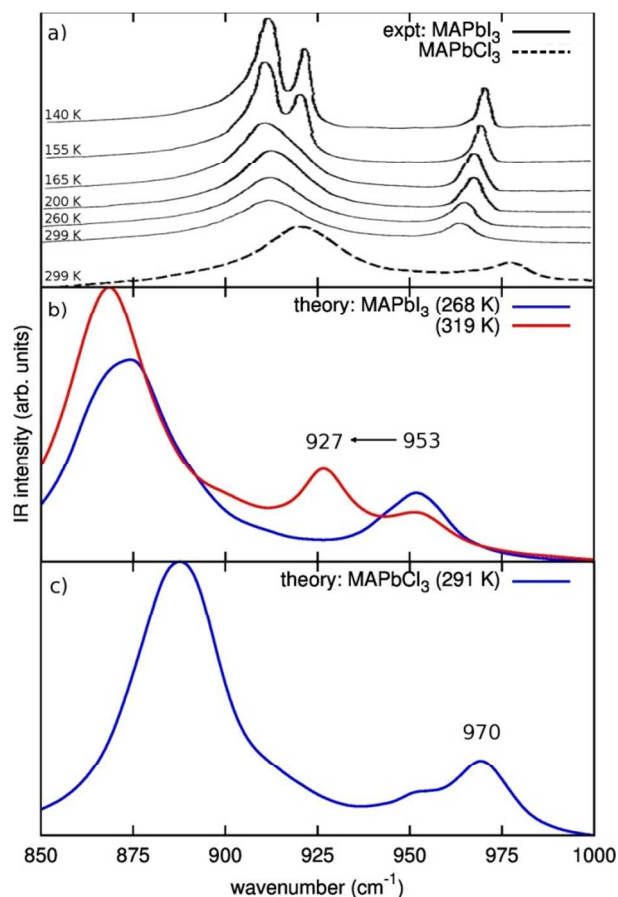 a)
expt: MAPbI₃
MAPbCl₃
140 K
155 K
165 K
200 K
260 K
299 K
299 K
b)
theory: MAPbI₃ (268 K)
(319 K)
927
953
IR intensity (arb. units)
c)
theory: MAPbCl₃ (291 K)
970
850 875 900 925 950 975 1000
wavenumber (cm⁻¹)